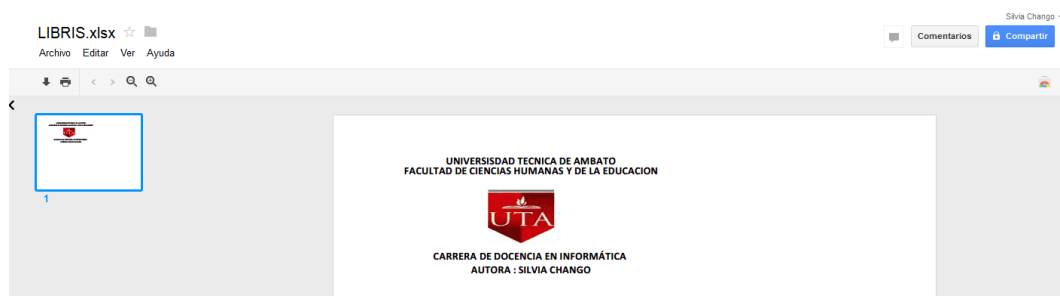 Silvia Chango
LIBRIS.xlsx
Comentarios
Compartir
Archivo Editar Ver Ayuda
1
UNIVERSISDAD TECNICA DE AMBATO
FACULTAD DE CIENCIAS HUMANAS Y DE LA EDUCACION
UTA
CARRERA DE DOCENCIA EN INFORMÁTICA
AUTORA : SILVIA CHANGO